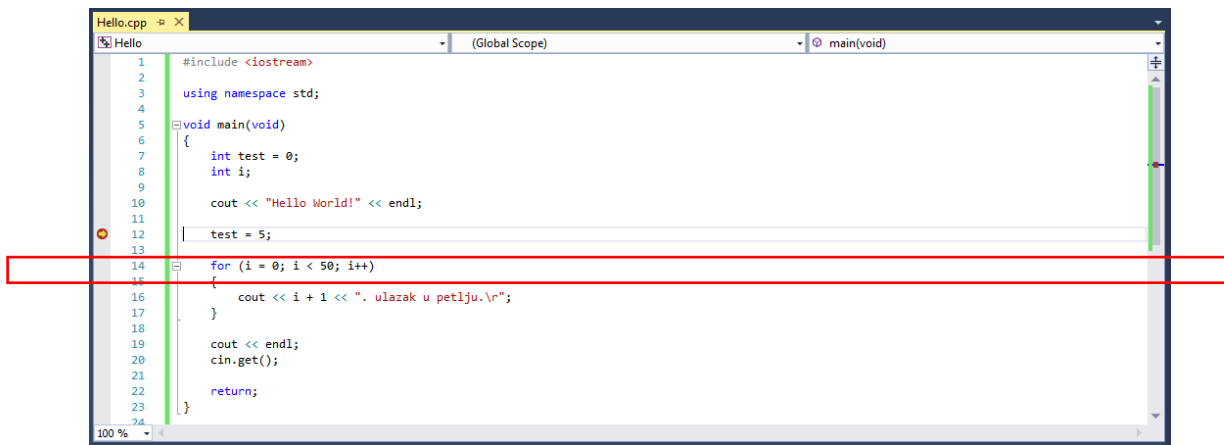 Hello.cpp
Hello (Global Scope) main(void)
1 #include <iostream>
2
3 using namespace std;
4
5 void main(void)
6 {
7 int test = 0;
8 int i;
9
10 cout << "Hello World!" << endl;
11
12 test = 5;
13
14 for (i = 0; i < 50; i++)
15 {
16 cout << i + 1 << ". ulazak u petlju.\r";
17 }
18
19 cout << endl;
20 cin.get();
21
22 return;
23 }
24
100 %